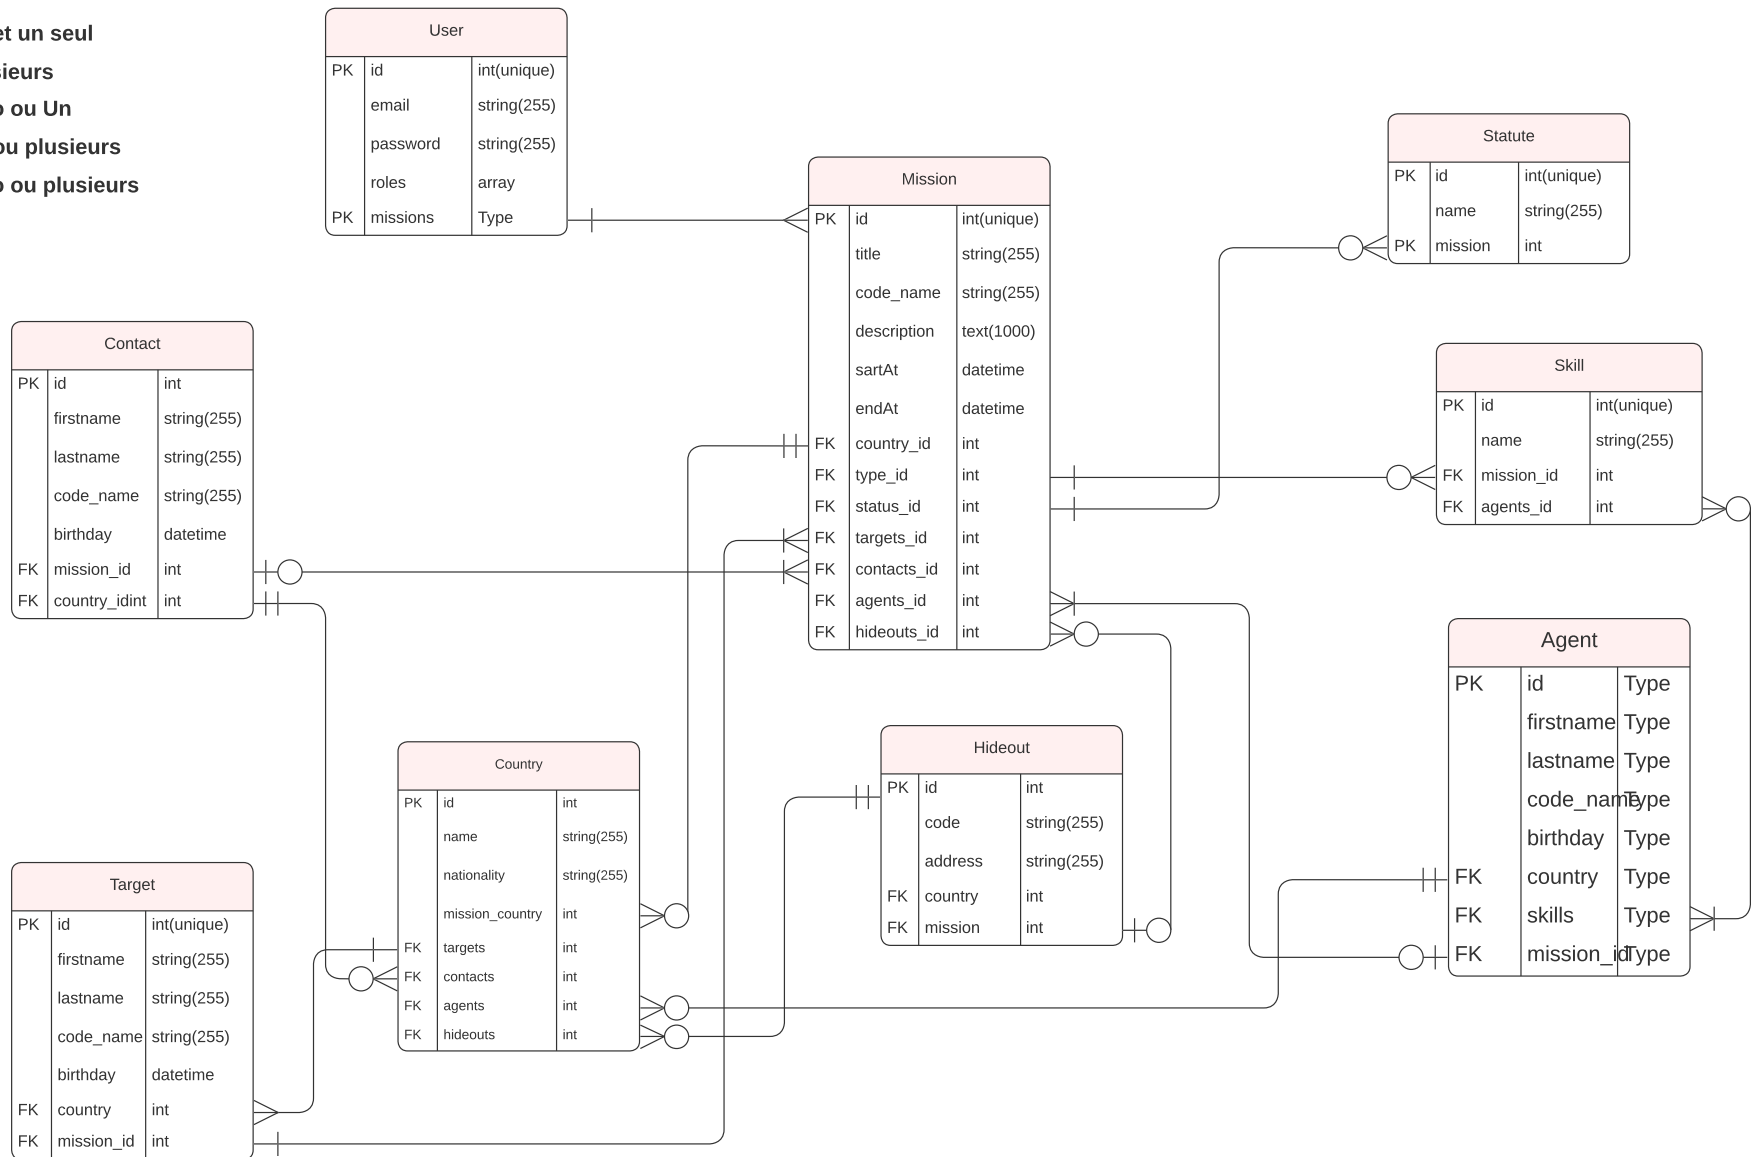 et un seul
sieurs
o ou Un
ou plusieurs
o ou plusieurs
User
PK id int(unique)
email string(255)
password string(255)
roles array
PK missions Type
Mission
PK id int(unique)
title string(255)
code_name string(255)
description text(1000)
sartAt datetime
endAt datetime
FK country_id int
FK type_id int
FK status_id int
FK targets_id int
FK contacts_id int
FK agents_id int
FK hideouts_id int
Statute
PK id int(unique)
name string(255)
PK mission int
Contact
PK id int
firstname string(255)
lastname string(255)
code_name string(255)
birthday datetime
FK mission_id int
FK country_idint int
Skill
PK id int(unique)
name string(255)
FK mission_id int
FK agents_id int
Agent
PK id Type
firstname Type
lastname Type
code_name Type
birthday Type
FK country Type
FK skills Type
FK mission_id Type
Country
PK id int
name string(255)
nationality string(255)
mission_country int
FK targets int
FK contacts int
FK agents int
FK hideouts int
Hideout
PK id int
code string(255)
address string(255)
FK country int
FK mission int
Target
PK id int(unique)
firstname string(255)
lastname string(255)
code_name string(255)
birthday datetime
FK country int
FK mission_id int